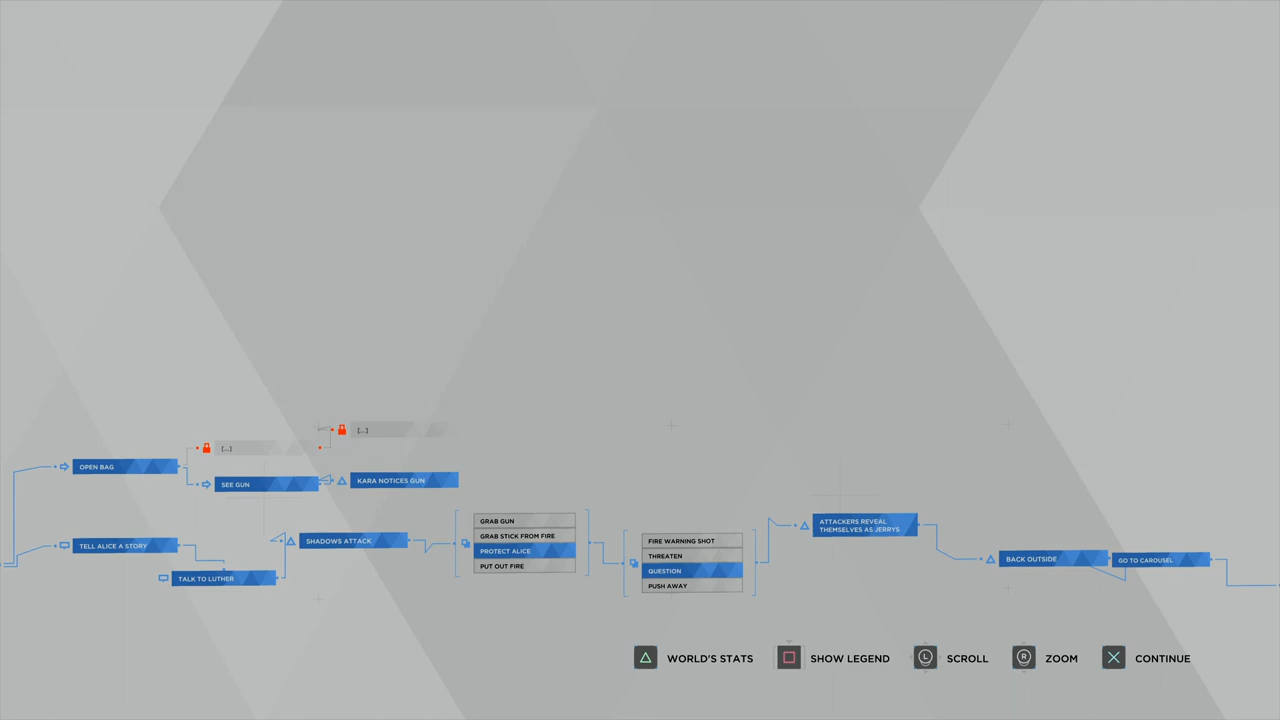 [...]
[...]
OPEN BAG
SEE GUN
KARA NOTICES GUN
TELL ALICE A STORY
TALK TO LUTHER
SHADOWS ATTACK
GRAB GUN
GRAB STICK FROM FIRE
PROTECT ALICE
PUT OUT FIRE
FIRE WARNING SHOT
THREATEN
QUESTION
PUSH AWAY
ATTACKERS REVEAL
THEMSELVES AS JERRYS
BACK OUTSIDE
GO TO CAROUSEL
WORLD'S STATS
SHOW LEGEND
L
SCROLL
R
ZOOM
CONTINUE